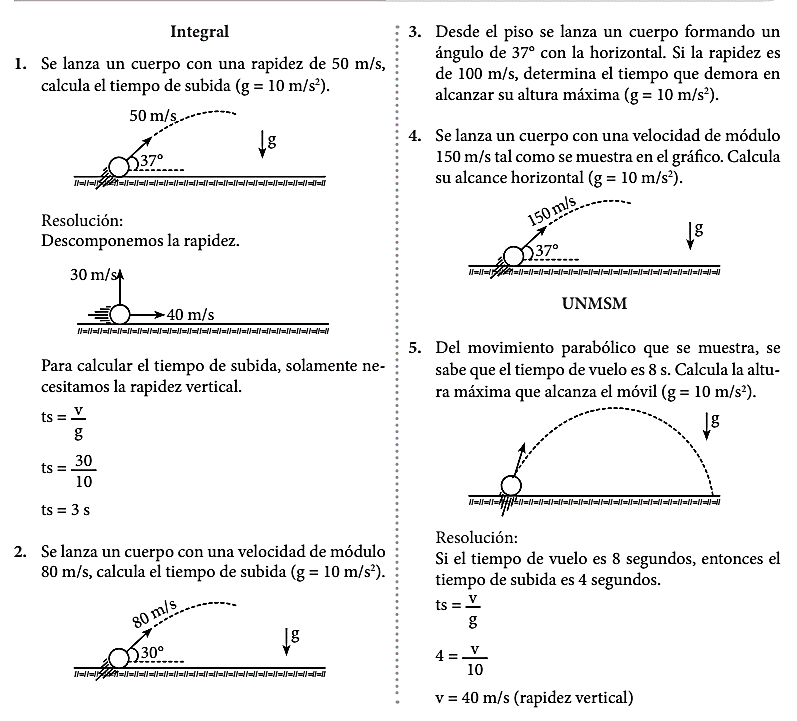 Integral
1. Se lanza un cuerpo con una rapidez de 50 m/s,
calcula el tiempo de subida (g = 10 m/s²).
50 m/s
g
37°
Resolución:
Descomponemos la rapidez.
30 m/s
40 m/s
Para calcular el tiempo de subida, solamente ne-
cesitamos la rapidez vertical.
ts = v/g
ts = 30/10
ts = 3 s
2. Se lanza un cuerpo con una velocidad de módulo
80 m/s, calcula el tiempo de subida (g = 10 m/s²).
80 m/s
g
30°
3. Desde el piso se lanza un cuerpo formando un
ángulo de 37° con la horizontal. Si la rapidez es
de 100 m/s, determina el tiempo que demora en
alcanzar su altura máxima (g = 10 m/s²).
4. Se lanza un cuerpo con una velocidad de módulo
150 m/s tal como se muestra en el gráfico. Calcula
su alcance horizontal (g = 10 m/s²).
150 m/s
g
37°
UNMSM
5. Del movimiento parabólico que se muestra, se
sabe que el tiempo de vuelo es 8 s. Calcula la altu-
ra máxima que alcanza el móvil (g = 10 m/s²).
g
Resolución:
Si el tiempo de vuelo es 8 segundos, entonces el
tiempo de subida es 4 segundos.
ts = v/g
4 = v/10
v = 40 m/s (rapidez vertical)